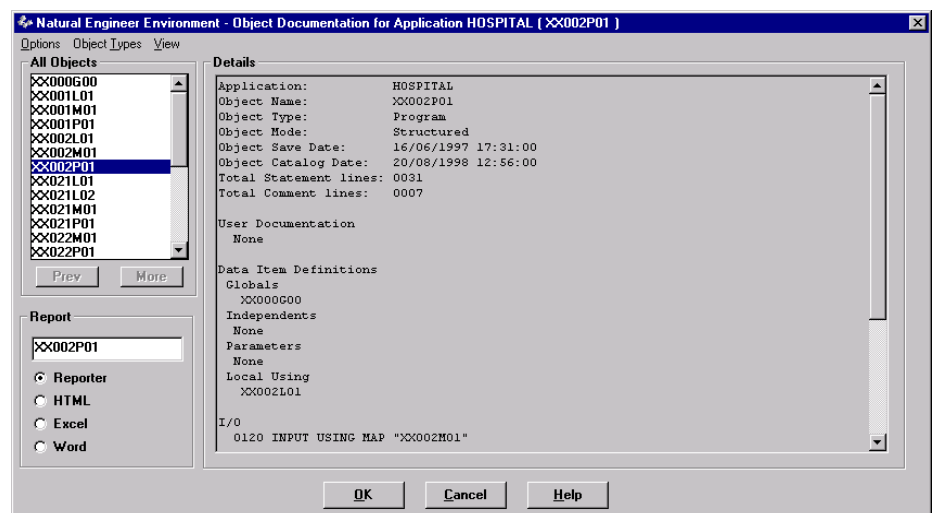 Natural Engineer Environment - Object Documentation for Application HOSPITAL ( XX002P01 )
Options Object Types View
All Objects
XX000G00
XX001L01
XX001M01
XX001P01
XX002L01
XX002M01
XX002P01
XX021L01
XX021L02
XX021M01
XX021P01
XX022M01
XX022P01
Prev More
Report
XX002P01
Reporter
HTML
Excel
Word
Details
Application: HOSPITAL
Object Name: XX002P01
Object Type: Program
Object Mode: Structured
Object Save Date: 16/06/1997 17:31:00
Object Catalog Date: 20/08/1998 12:56:00
Total Statement lines: 0031
Total Comment lines: 0007
User Documentation
None
Data Item Definitions
Globals
XX000G00
Independents
None
Parameters
None
Local Using
XX002L01
I/O
0120 INPUT USING MAP "XX002M01"
OK Cancel Help